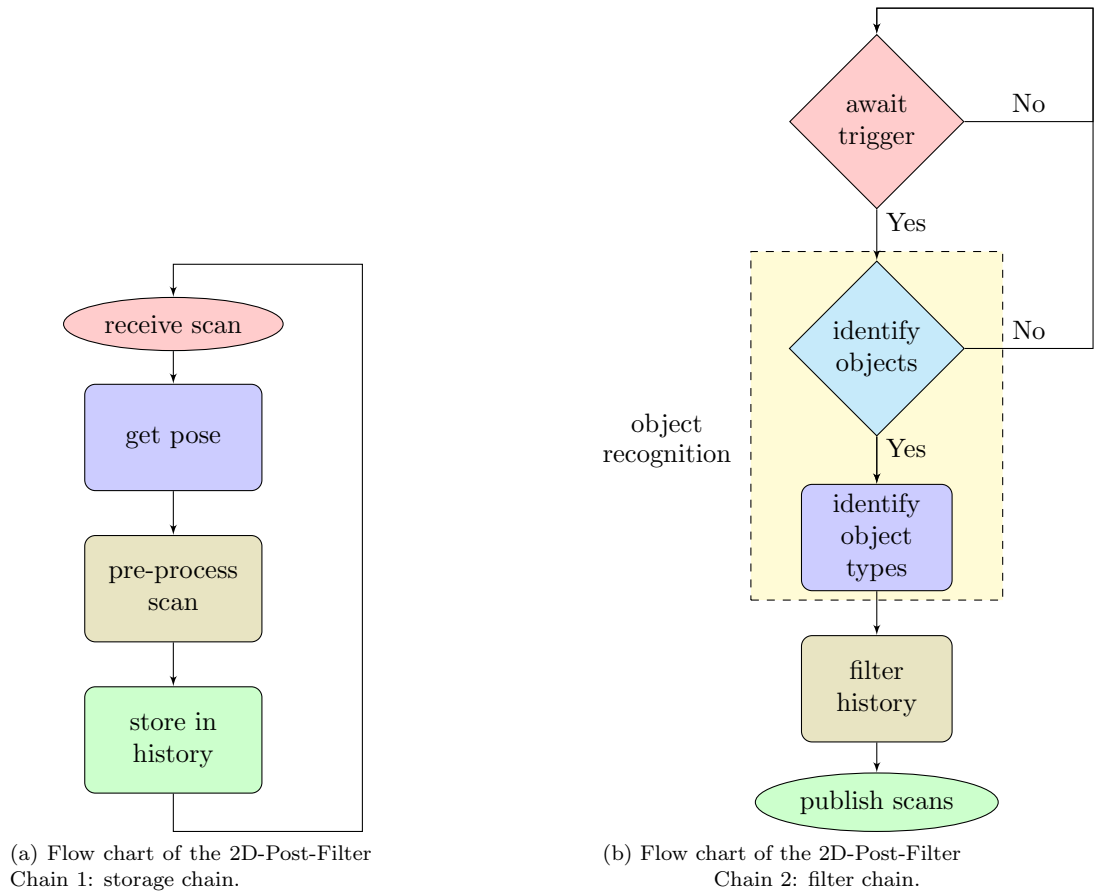 receive scan
get pose
pre-process
scan
store in
history
(a) Flow chart of the 2D-Post-Filter
Chain 1: storage chain.
await
trigger
No
Yes
identify
objects
No
object
recognition
Yes
identify
object
types
filter
history
publish scans
(b) Flow chart of the 2D-Post-Filter
Chain 2: filter chain.